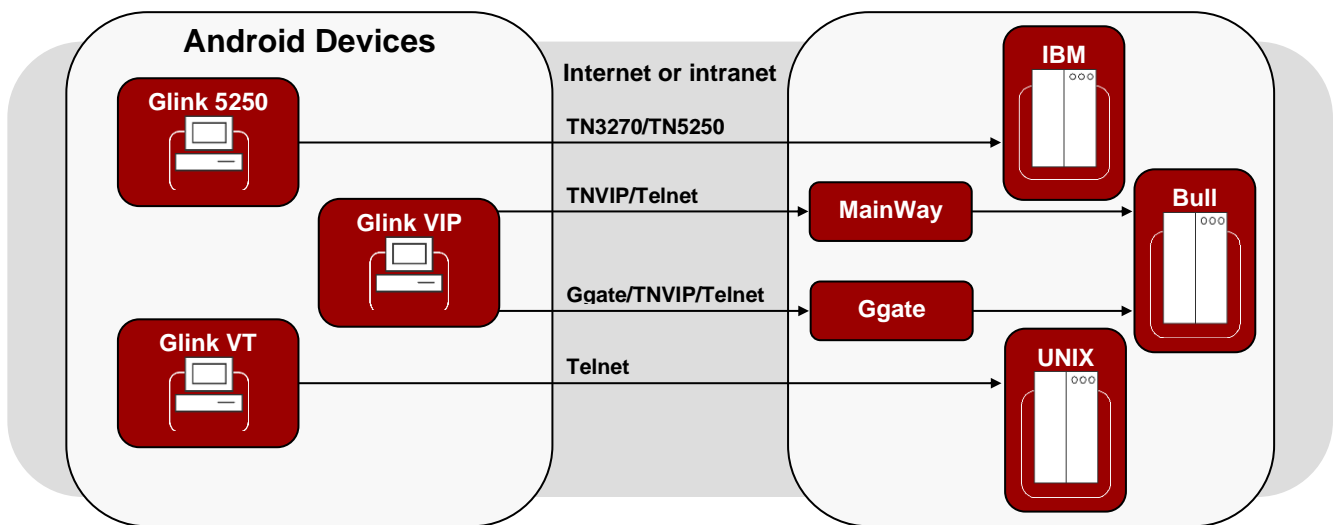 Android Devices
Internet or intranet
IBM
Glink 5250
TN3270/TN5250
TNVIP/Telnet
MainWay
Bull
Glink VIP
Ggate/TNVIP/Telnet
Ggate
Glink VT
Telnet
UNIX